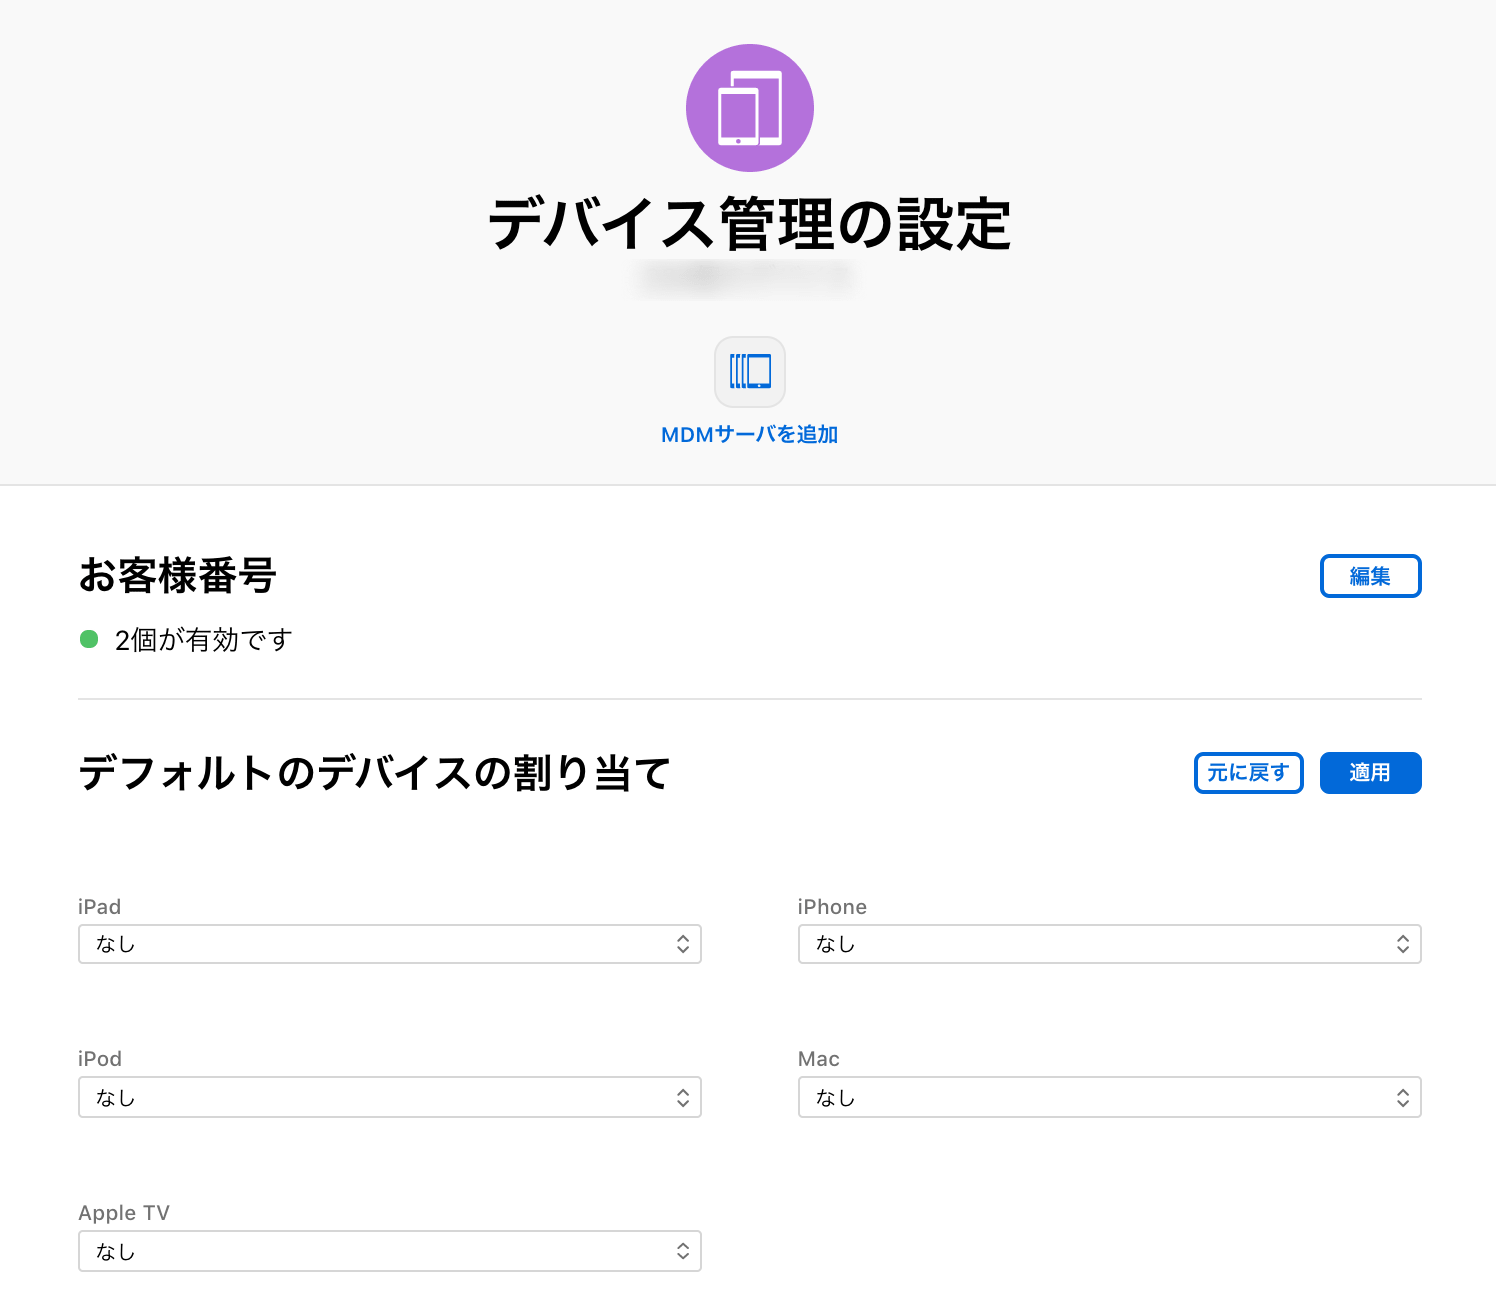 デバイス管理の設定
MDMサーバを追加
お客様番号
編集
2個が有効です
デフォルトのデバイスの割り当て
元に戻す
適用
iPad
なし
iPhone
なし
iPod
なし
Mac
なし
Apple TV
なし